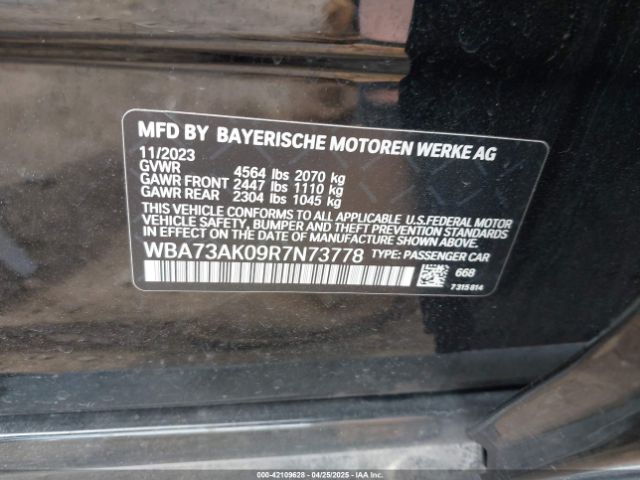 MFD BY BAYERISCHE MOTOREN WERKE AG
11/2023
GVWR 4564 lbs 2070 kg
GAWR FRONT 2447 lbs 1110 kg
GAWR REAR 2304 lbs 1045 kg
THIS VEHICLE CONFORMS TO ALL APPLICABLE U.S.FEDERAL MOTOR
VEHICLE SAFETY, BUMPER AND THEFT PREVENTION STANDARDS
IN EFFECT ON THE DATE OF MANUFACTURE SHOWN ABOVE.
WBA73AK09R7N73778 TYPE: PASSENGER CAR
668
7315814
000-42109628 - 04/25/2025 - IAAI.COM